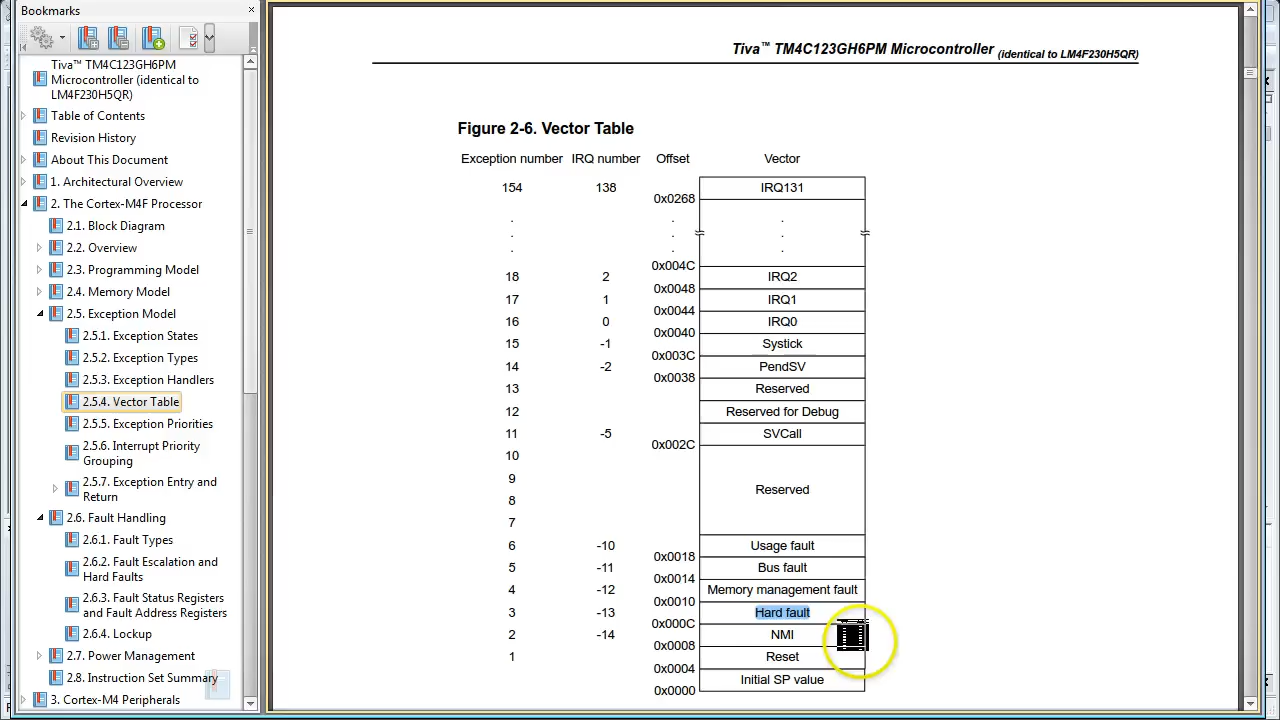 Bookmarks
Tiva™ TM4C123GH6PM
Microcontroller (identical to
LM4F230H5QR)
Table of Contents
Revision History
About This Document
1. Architectural Overview
2. The Cortex-M4F Processor
2.1. Block Diagram
2.2. Overview
2.3. Programming Model
2.4. Memory Model
2.5. Exception Model
2.5.1. Exception States
2.5.2. Exception Types
2.5.3. Exception Handlers
2.5.4. Vector Table
2.5.5. Exception Priorities
2.5.6. Interrupt Priority
Grouping
2.5.7. Exception Entry and
Return
2.6. Fault Handling
2.6.1. Fault Types
2.6.2. Fault Escalation and
Hard Faults
2.6.3. Fault Status Registers
and Fault Address Registers
2.6.4. Lockup
2.7. Power Management
2.8. Instruction Set Summary
3. Cortex-M4 Peripherals
Tiva™ TM4C123GH6PM Microcontroller (identical to LM4F230H5QR)
Figure 2-6. Vector Table
Exception number IRQ number Offset Vector
154 138 IRQ131
0x0268
. . .
. . .
. . .
0x004C
18 2 IRQ2
0x0048
17 1 IRQ1
0x0044
16 0 IRQ0
0x0040
15 -1 Systick
0x003C
14 -2 PendSV
0x0038
13 Reserved
12 Reserved for Debug
11 -5 SVCall
0x002C
10
9
Reserved
8
7
6 -10 Usage fault
0x0018
5 -11 Bus fault
0x0014
4 -12 Memory management fault
0x0010
3 -13 Hard fault
0x000C
2 -14 NMI
0x0008
1 Reset
0x0004
Initial SP value
0x0000